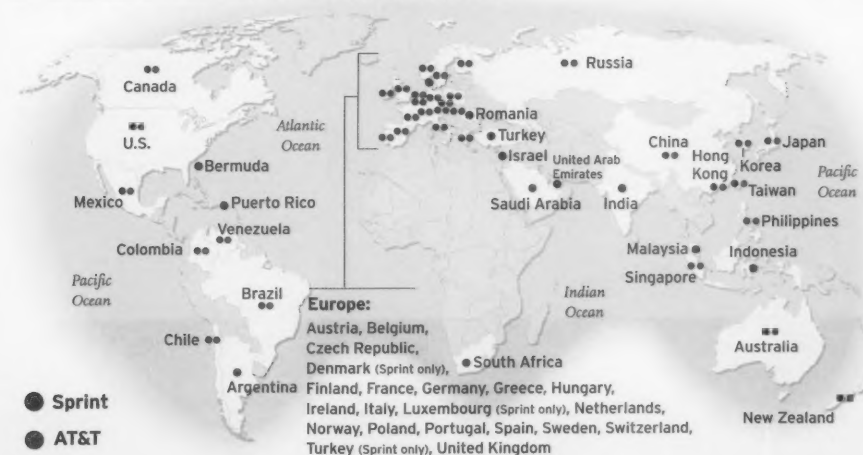 Canada
Russia
Atlantic
Ocean
U.S.
Romania
Turkey
China
Japan
Bermuda
Israel
United Arab
Emirates
Hong
Kong
Korea
Pacific
Ocean
Mexico
Puerto Rico
Saudi Arabia
India
Taiwan
Venezuela
Philippines
Colombia
Malaysia
Indonesia
Singapore
Pacific
Ocean
Brazil
Indian
Ocean
Europe:
Austria, Belgium,
Czech Republic,
Denmark (Sprint only),
Finland, France, Germany, Greece, Hungary,
Ireland, Italy, Luxembourg (Sprint only), Netherlands,
Norway, Poland, Portugal, Spain, Sweden, Switzerland,
Turkey (Sprint only), United Kingdom
Chile
Australia
South Africa
Argentina
New Zealand
Sprint
AT&T